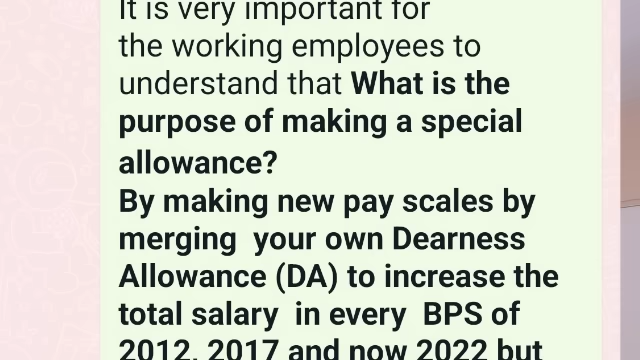 It is very important for
the working employees to
understand that What is the
purpose of making a special
allowance?
By making new pay scales by
merging your own Dearness
Allowance (DA) to increase the
total salary in every BPS of
2012, 2017 and now 2022 but